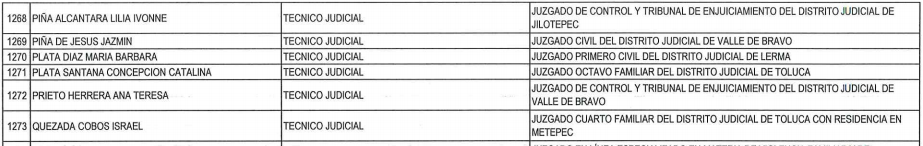 1268 PIÑA ALCANTARA LILIA IVONNE TECNICO JUDICIAL JUZGADO DE CONTROL Y TRIBUNAL DE ENJUICIAMIENTO DEL DISTRITO JUDICIAL DE
JILOTEPEC
1269 PIÑA DE JESUS JAZMIN TECNICO JUDICIAL JUZGADO CIVIL DEL DISTRITO JUDICIAL DE VALLE DE BRAVO
1270 PLATA DIAZ MARIA BARBARA TECNICO JUDICIAL JUZGADO PRIMERO CIVIL DEL DISTRITO JUDICIAL DE LERMA
1271 PLATA SANTANA CONCEPCION CATALINA TECNICO JUDICIAL JUZGADO OCTAVO FAMILIAR DEL DISTRITO JUDICIAL DE TOLUCA
1272 PRIETO HERRERA ANA TERESA TECNICO JUDICIAL JUZGADO DE CONTROL Y TRIBUNAL DE ENJUICIAMIENTO DEL DISTRITO JUDICIAL DE
VALLE DE BRAVO
1273 QUEZADA COBOS ISRAEL TECNICO JUDICIAL JUZGADO CUARTO FAMILIAR DEL DISTRITO JUDICIAL DE TOLUCA CON RESIDENCIA EN
METEPEC